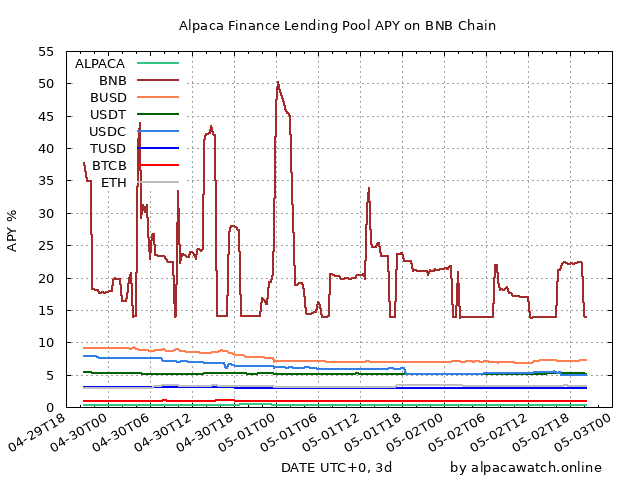 Alpaca Finance Lending Pool APY on BNB Chain
APY %
55
50
45
40
35
30
25
20
15
10
5
0
ALPACA
BNB
BUSD
USDT
USDC
TUSD
BTCB
ETH
04-29T18
04-30T00
04-30T06
04-30T12
04-30T18
05-01T00
05-01T06
05-01T12
05-01T18
05-02T00
05-02T06
05-02T12
05-02T18
05-03T00
DATE UTC+0, 3d
by alpacawatch.online